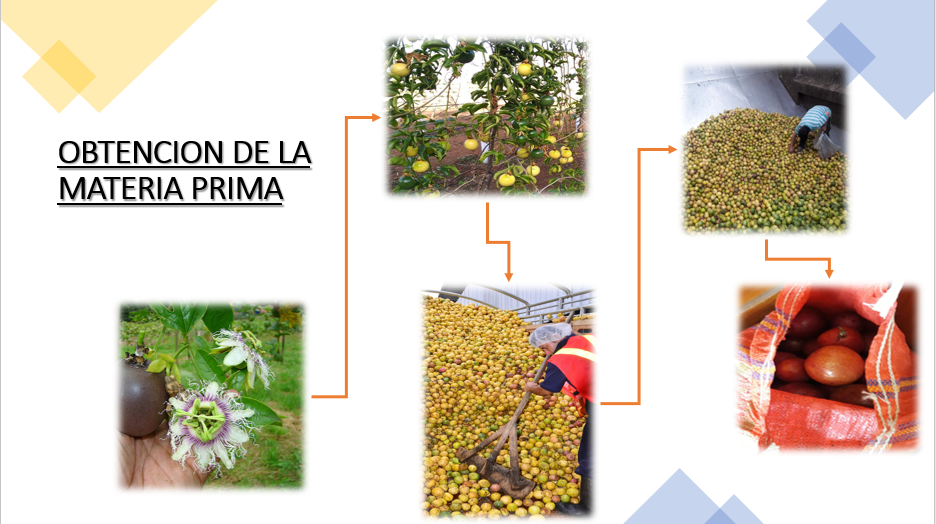 OBTENCION DE LA
MATERIA PRIMA